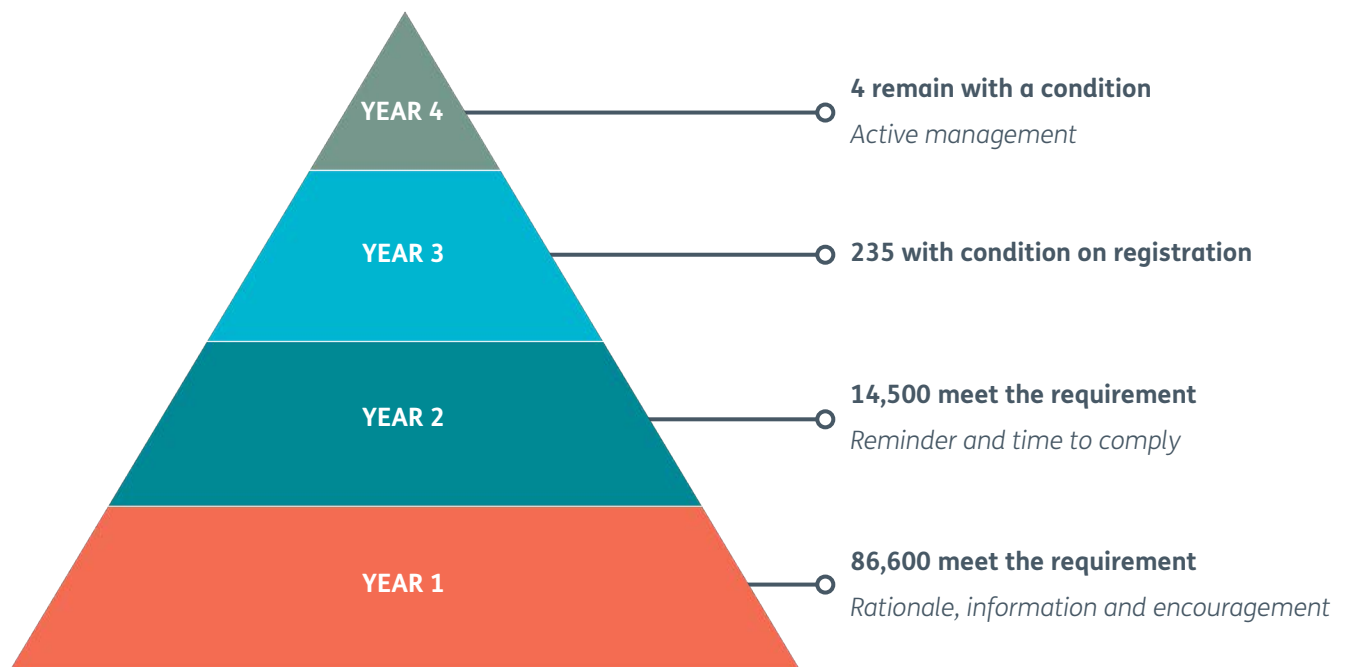 YEAR 4
4 remain with a condition
Active management
YEAR 3
235 with condition on registration
YEAR 2
14,500 meet the requirement
Reminder and time to comply
YEAR 1
86,600 meet the requirement
Rationale, information and encouragement